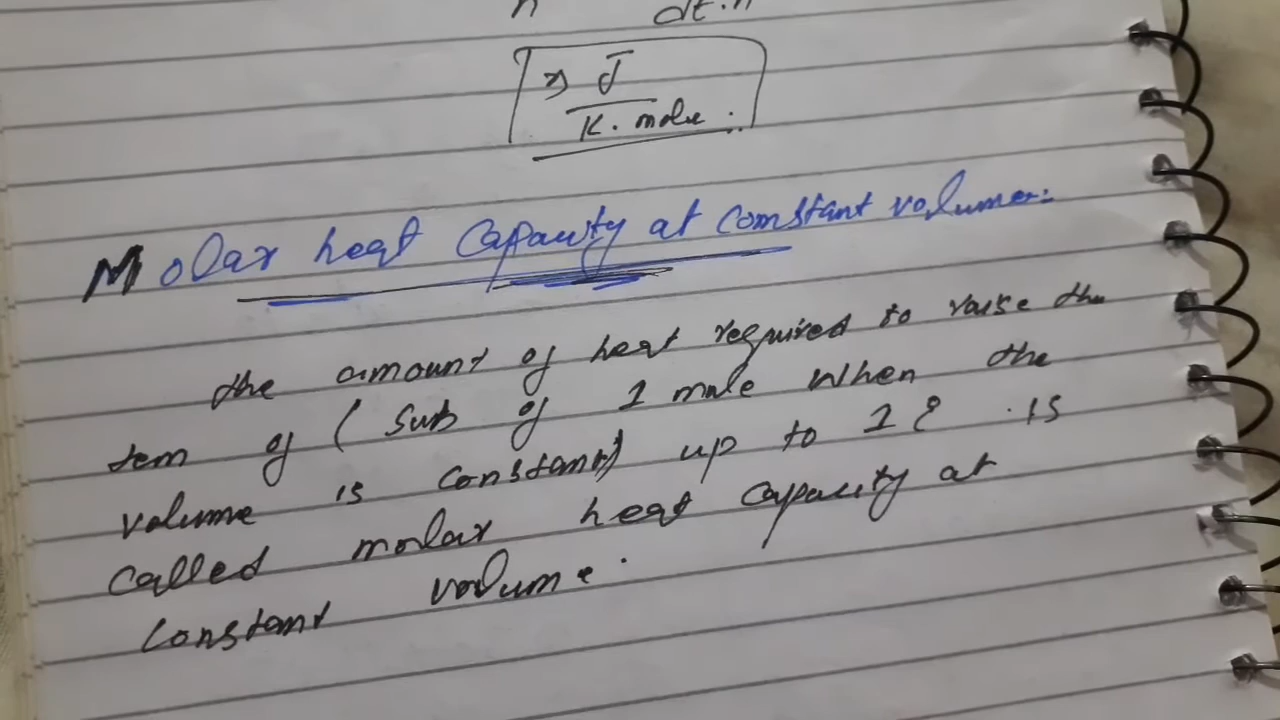 n dt.n
⇒ J
K. mole.
Molar heat Capacity at constant volume:
the amount of heat required to raise the
tem of ( Sub of 1 mole when the
volume is constant) up to 1 is
called molar heat capacity at
constant volume.